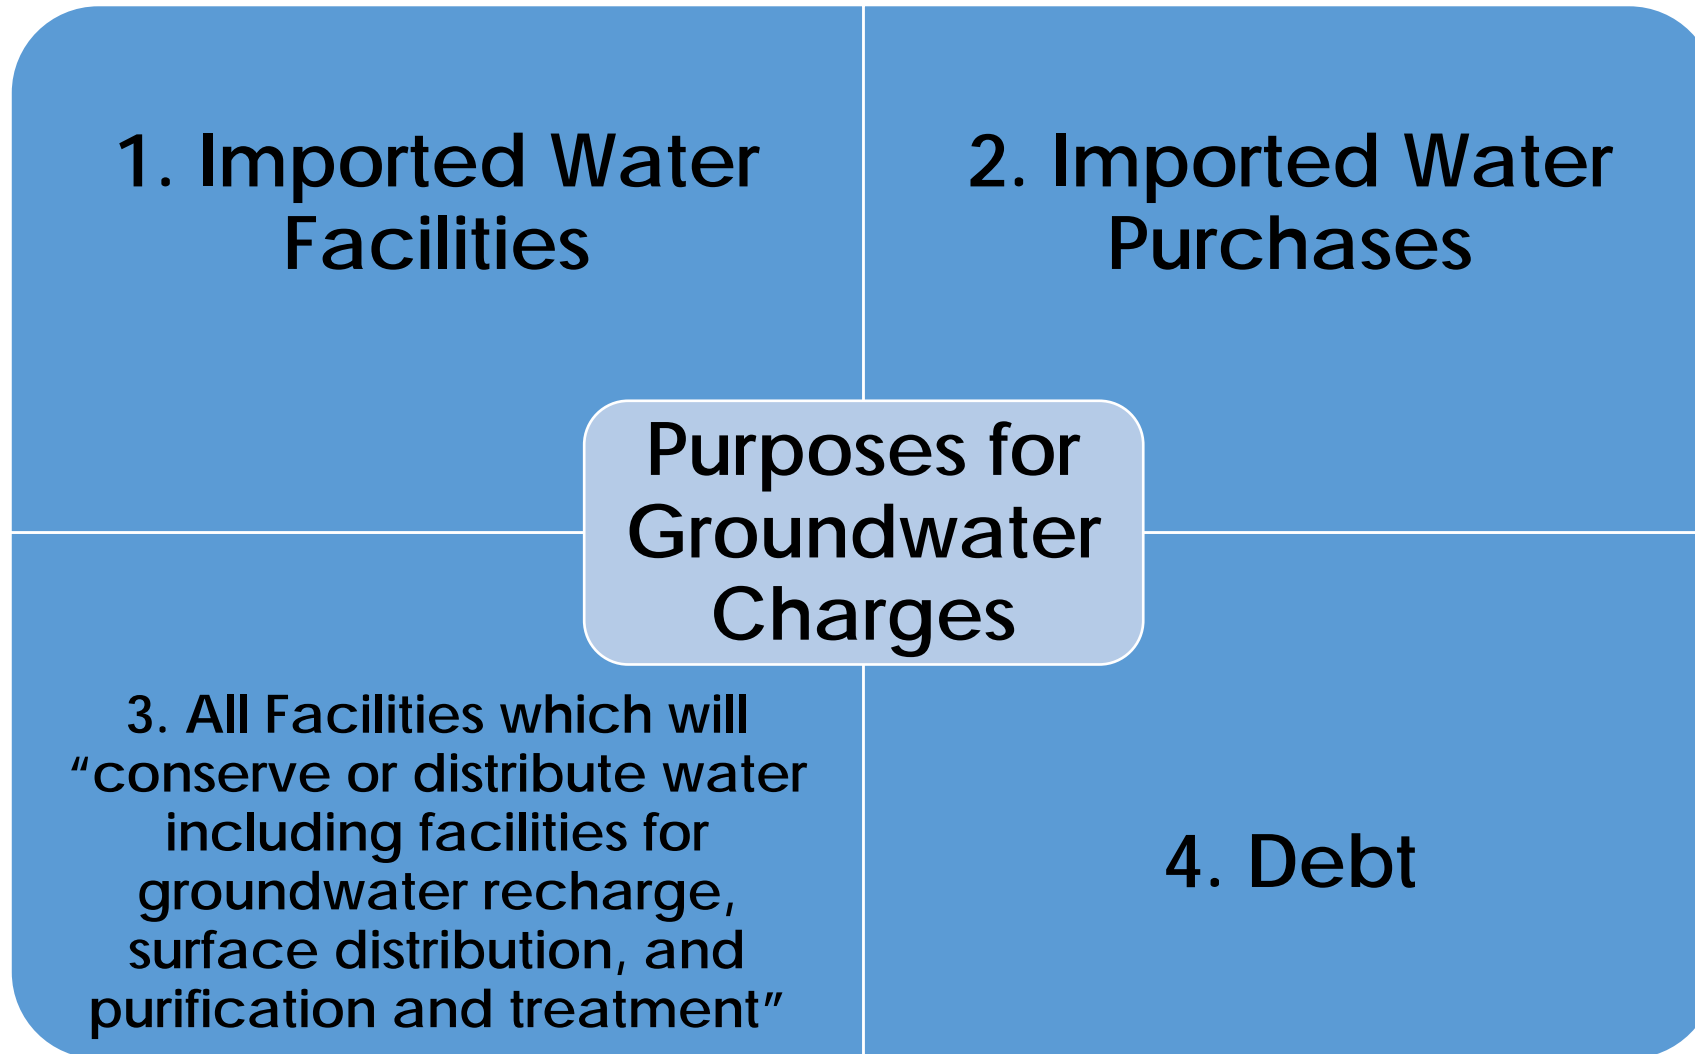 1. Imported Water
Facilities
2. Imported Water
Purchases
Purposes for
Groundwater
Charges
3. All Facilities which will
“conserve or distribute water
including facilities for
groundwater recharge,
surface distribution, and
purification and treatment”
4. Debt